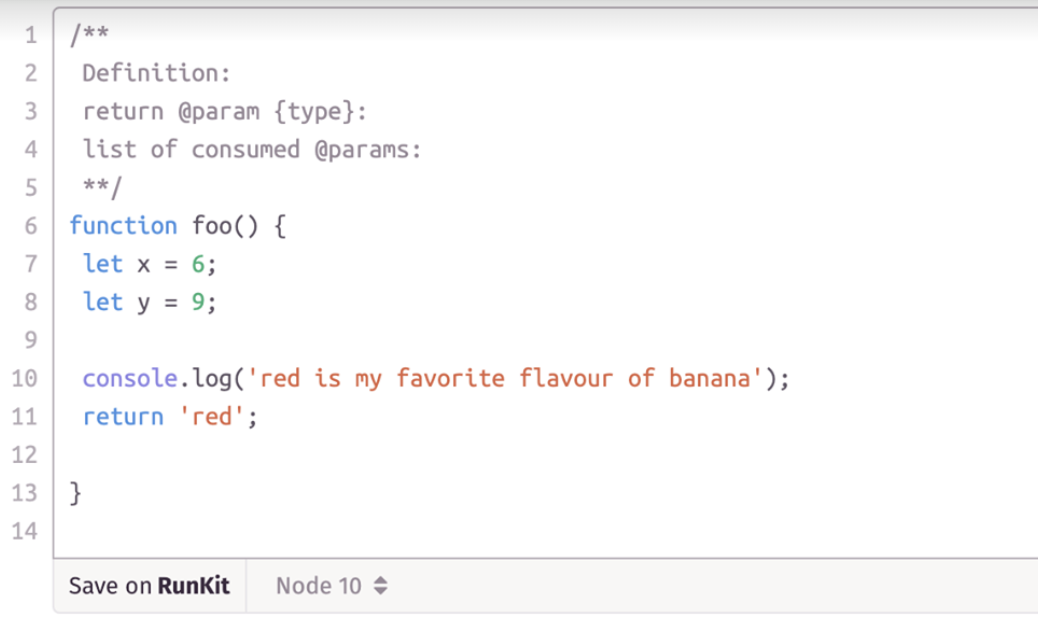 1 /**
2 Definition:
3 return @param {type}:
4 list of consumed @params:
5 **/
6 function foo() {
7 let x = 6;
8 let y = 9;
9
10 console.log('red is my favorite flavour of banana');
11 return 'red';
12
13 }
14
Save on RunKit Node 10